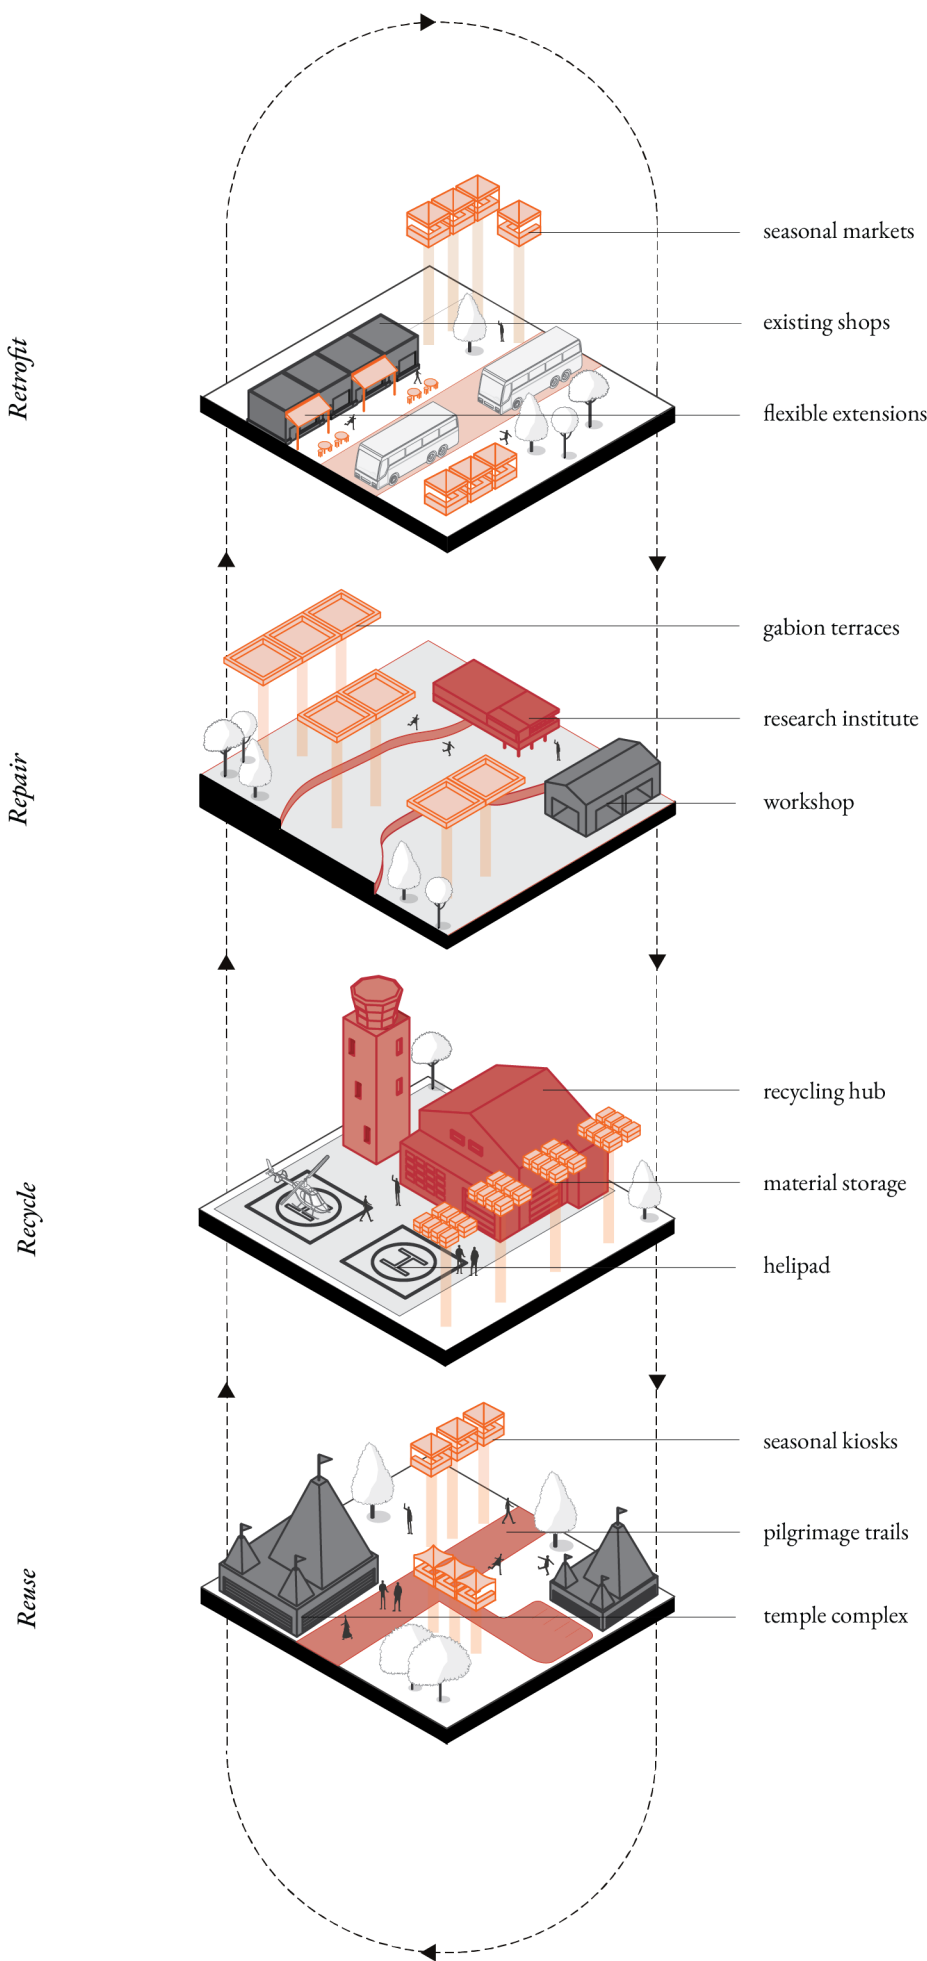 Retrofit
seasonal markets
existing shops
flexible extensions
Repair
gabion terraces
research institute
workshop
Recycle
recycling hub
material storage
helipad
H
Reuse
seasonal kiosks
pilgrimage trails
temple complex